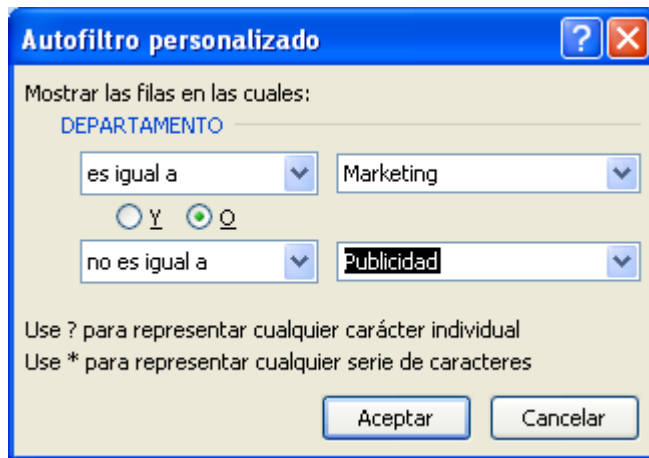 Autofiltro personalizado
Mostrar las filas en las cuales:
DEPARTAMENTO
es igual a Marketing
Y O
no es igual a Publicidad
Use ? para representar cualquier carácter individual
Use * para representar cualquier serie de caracteres
Aceptar Cancelar